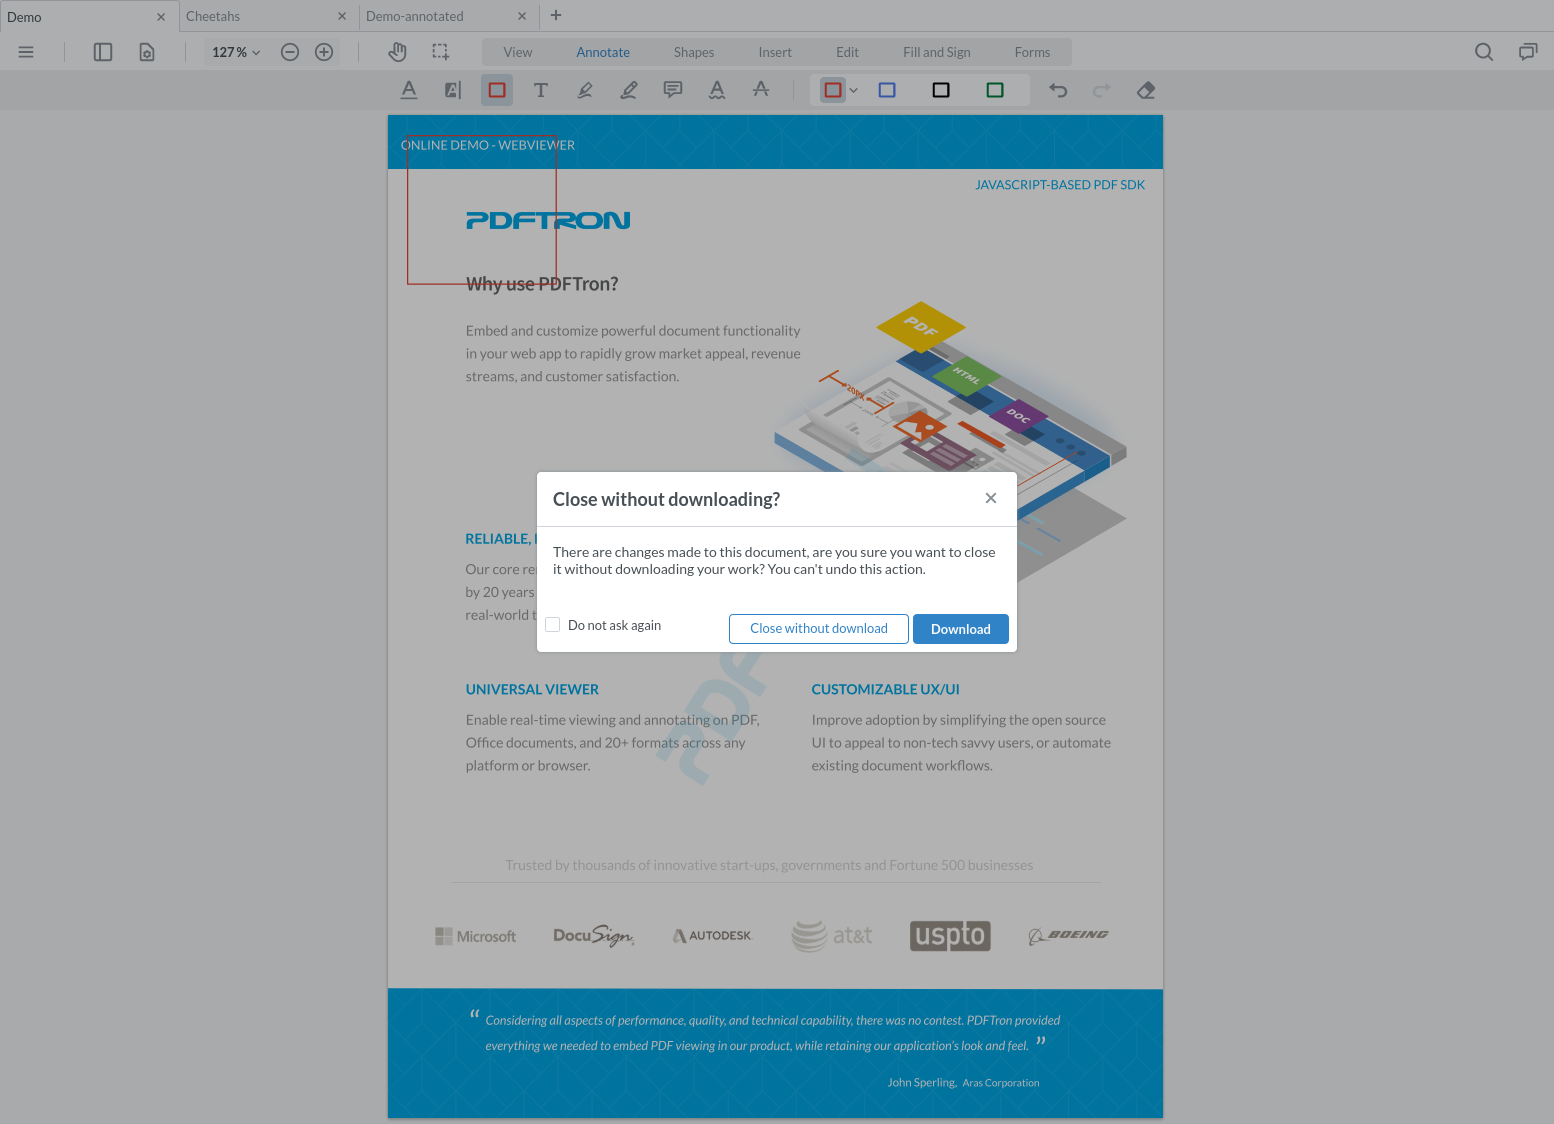 Demo
Cheetahs
Demo-annotated
127 %
View
Annotate
Shapes
Insert
Edit
Fill and Sign
Forms
ONLINE DEMO - WEBVIEWER
JAVASCRIPT-BASED PDF SDK
PDFTRON
Why use PDFTron?
Embed and customize powerful document functionality
in your web app to rapidly grow market appeal, revenue
streams, and customer satisfaction.
PDF
HTML
DOC
Close without downloading?
There are changes made to this document, are you sure you want to close
it without downloading your work? You can't undo this action.
Do not ask again
Close without download
Download
RELIABLE,
Our core
by 20 years
real-world
UNIVERSAL VIEWER
Enable real-time viewing and annotating on PDF,
Office documents, and 20+ formats across any
platform or browser.
CUSTOMIZABLE UX/UI
Improve adoption by simplifying the open source
UI to appeal to non-tech savvy users, or automate
existing document workflows.
PDF
Trusted by thousands of innovative start-ups, governments and Fortune 500 businesses
Microsoft
DocuSign
AUTODESK
at&t
uspto
BOEING
“ Considering all aspects of performance, quality, and technical capability, there was no contest. PDFTron provided
everything we needed to embed PDF viewing in our product, while retaining our application's look and feel. ”
John Sperling, Aras Corporation